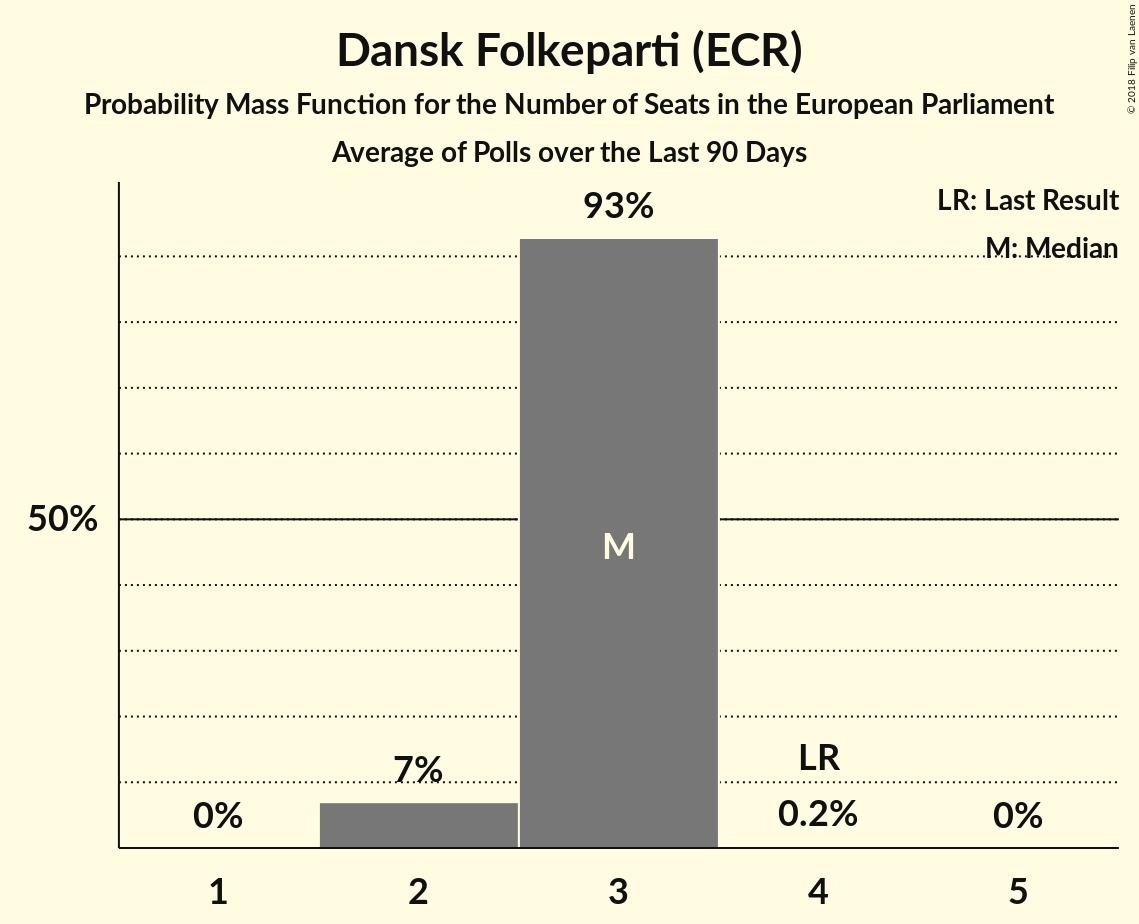 Dansk Folkeparti (ECR)
Probability Mass Function for the Number of Seats in the European Parliament
Average of Polls over the Last 90 Days
© 2018 Filip van Laenen
LR: Last Result
M: Median
93%
50%
M
7%
LR
0%
0.2%
0%
1 2 3 4 5